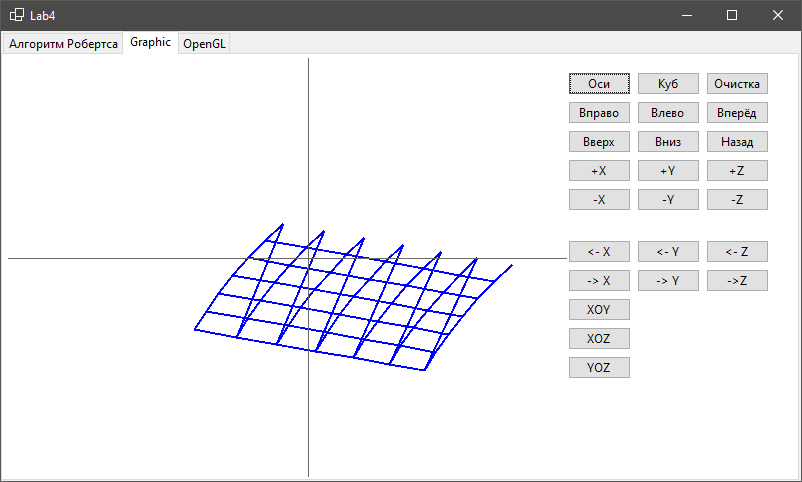 Lab4
Алгоритм Робертса Graphic OpenGL
Оси Куб Очистка
Вправо Влево Вперёд
Вверх Вниз Назад
+X +Y +Z
-X -Y -Z
<- X <- Y <- Z
-> X -> Y ->Z
XOY
XOZ
YOZ